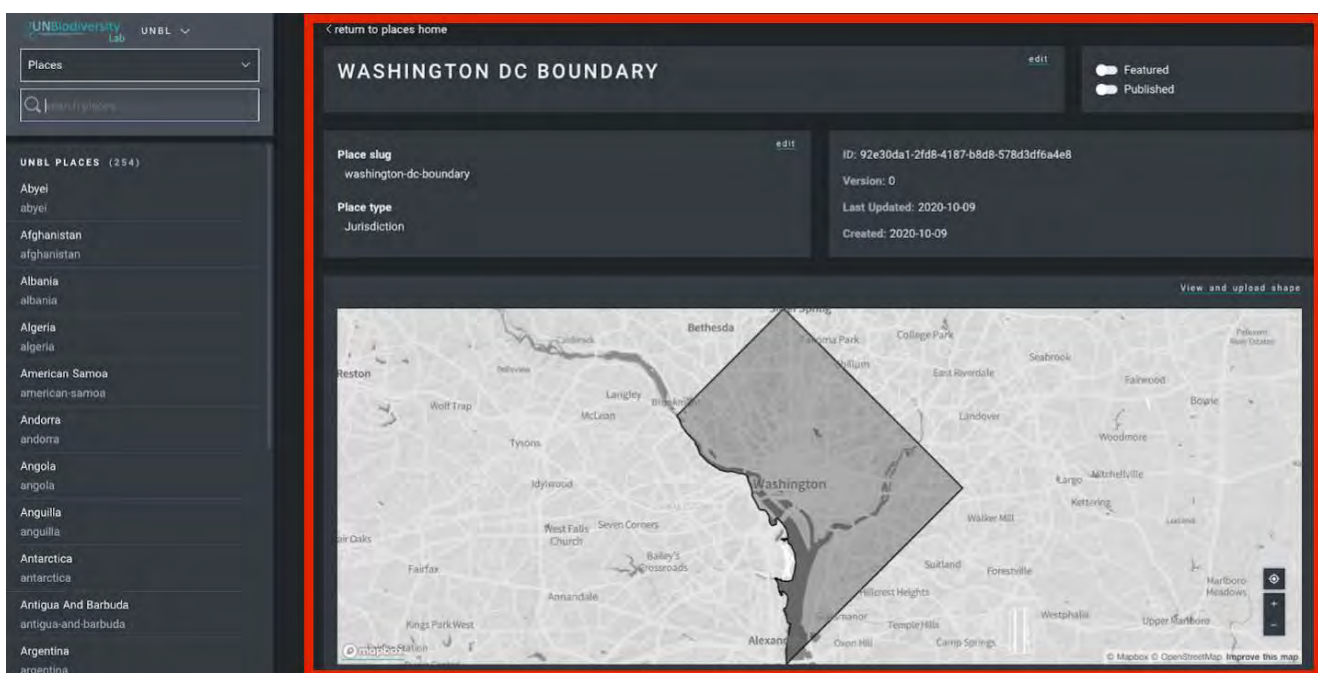 UNBiodiversity
Lab
UNBL
Places
search places
UNBL PLACES (254)
Abyei
abyei
Afghanistan
afghanistan
Albania
albania
Algeria
algeria
American Samoa
american-samoa
Andorra
andorra
Angola
angola
Anguilla
anguilla
Antarctica
antarctica
Antigua And Barbuda
antigua-and-barbuda
Argentina
argentina
return to places home
WASHINGTON DC BOUNDARY
edit
Featured
Published
Place slug
edit
washington-dc-boundary
Place type
Jurisdiction
ID: 92e30da1-2fd8-4187-b8d8-578d3df6a4e8
Version: 0
Last Updated: 2020-10-09
Created: 2020-10-09
View and upload shape
Bethesda
College Park
Seabrook
Reston
East Riverdale
Fairwood
Langley
Bowie
Wolf Trap
McLean
Landover
Woodmore
Tysons
Idylwood
Washington
Largo
Mitchellville
Kettering
West Falls
Church
Seven Corners
Walker Mill
Bailey's
Crossroads
Fairfax
Suitland
Forestville
Marlboro
Meadows
Annandale
Hillcrest Heights
Kings Park West
Temple Hills
Westphalia
Upper Marlboro
Oxon Hill
Camp Springs
mapbox
© Mapbox © OpenStreetMap Improve this map